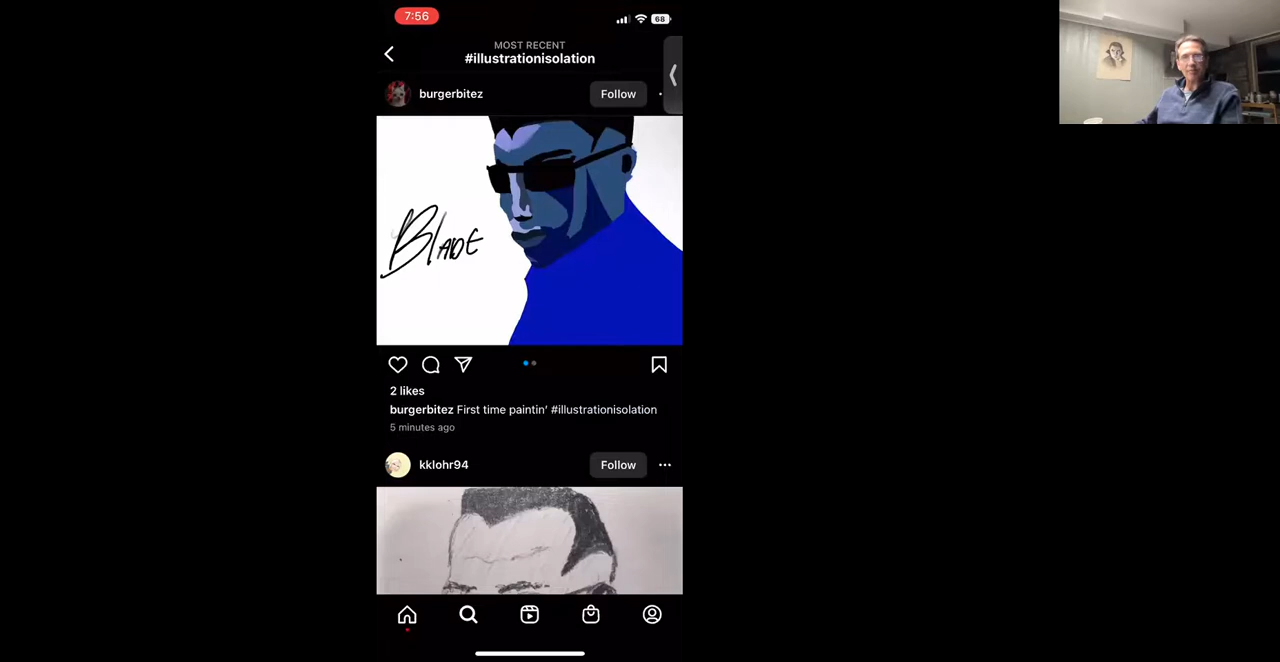 7:56
68
MOST RECENT
#illustrationisolation
burgerbitez
Follow
BLADE
2 likes
burgerbitez First time paintin' #illustrationisolation
5 minutes ago
kklohr94
Follow